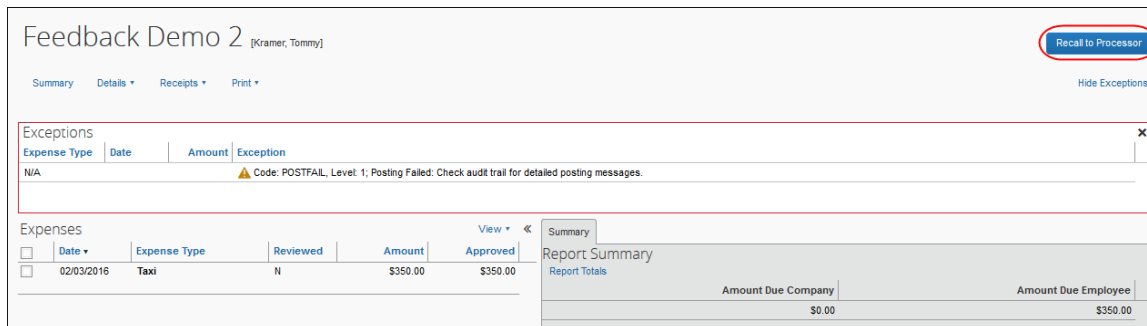 Feedback Demo 2 [Kramer, Tommy]
Recall to Processor
Summary Details Receipts Print Hide Exceptions
Exceptions
Expense Type Date Amount Exception
N/A Code: POSTFAIL, Level: 1; Posting Failed: Check audit trail for detailed posting messages.
Expenses View
Date Expense Type Reviewed Amount Approved
02/03/2016 Taxi N $350.00 $350.00
Summary
Report Summary
Report Totals
Amount Due Company Amount Due Employee
$0.00 $350.00